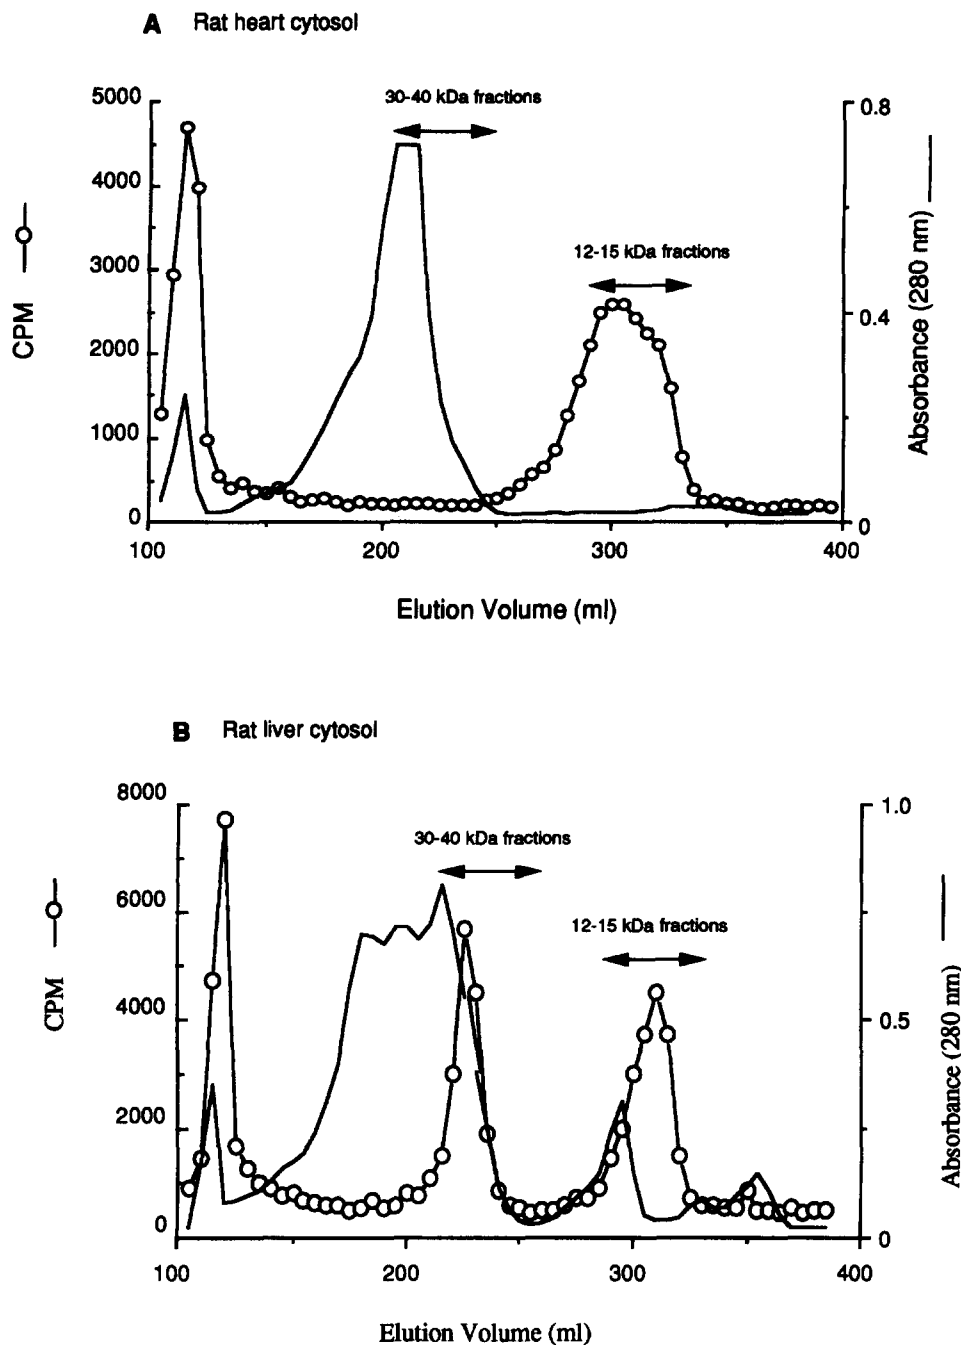 A Rat heart cytosol
30-40 kDa fractions
12-15 kDa fractions
5000
4000
3000
2000
1000
0
CPM
0.8
0.4
0
Absorbance (280 nm)
100 200 300 400
Elution Volume (ml)
B Rat liver cytosol
30-40 kDa fractions
12-15 kDa fractions
8000
6000
4000
2000
0
CPM
1.0
0.5
0
Absorbance (280 nm)
100 200 300 400
Elution Volume (ml)